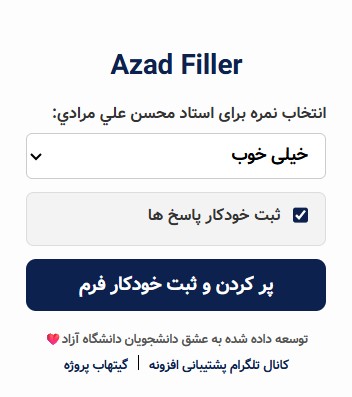 Azad Filler
انتخاب نمره برای استاد محسن علي مرادي:
خیلی خوب
ثبت خودکار پاسخ ها
پر کردن و ثبت خودکار فرم
توسعه داده شده به عشق دانشجویان دانشگاه آزاد 💖
کانال تلگرام پشتیبانی افزونه | گیتهاب پروژه